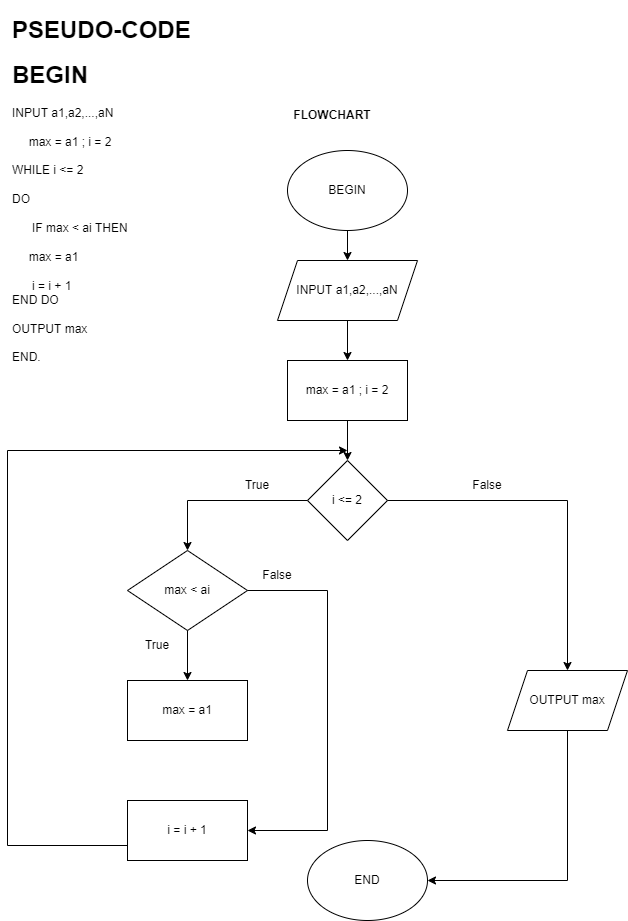 PSEUDO-CODE
BEGIN
INPUT a1,a2,...,aN
max = a1 ; i = 2
WHILE i <= 2
DO
IF max < ai THEN
max = a1
i = i + 1
END DO
OUTPUT max
END.
FLOWCHART
BEGIN
INPUT a1,a2,...,aN
max = a1 ; i = 2
i <= 2
True
False
max < ai
False
True
max = a1
i = i + 1
OUTPUT max
END